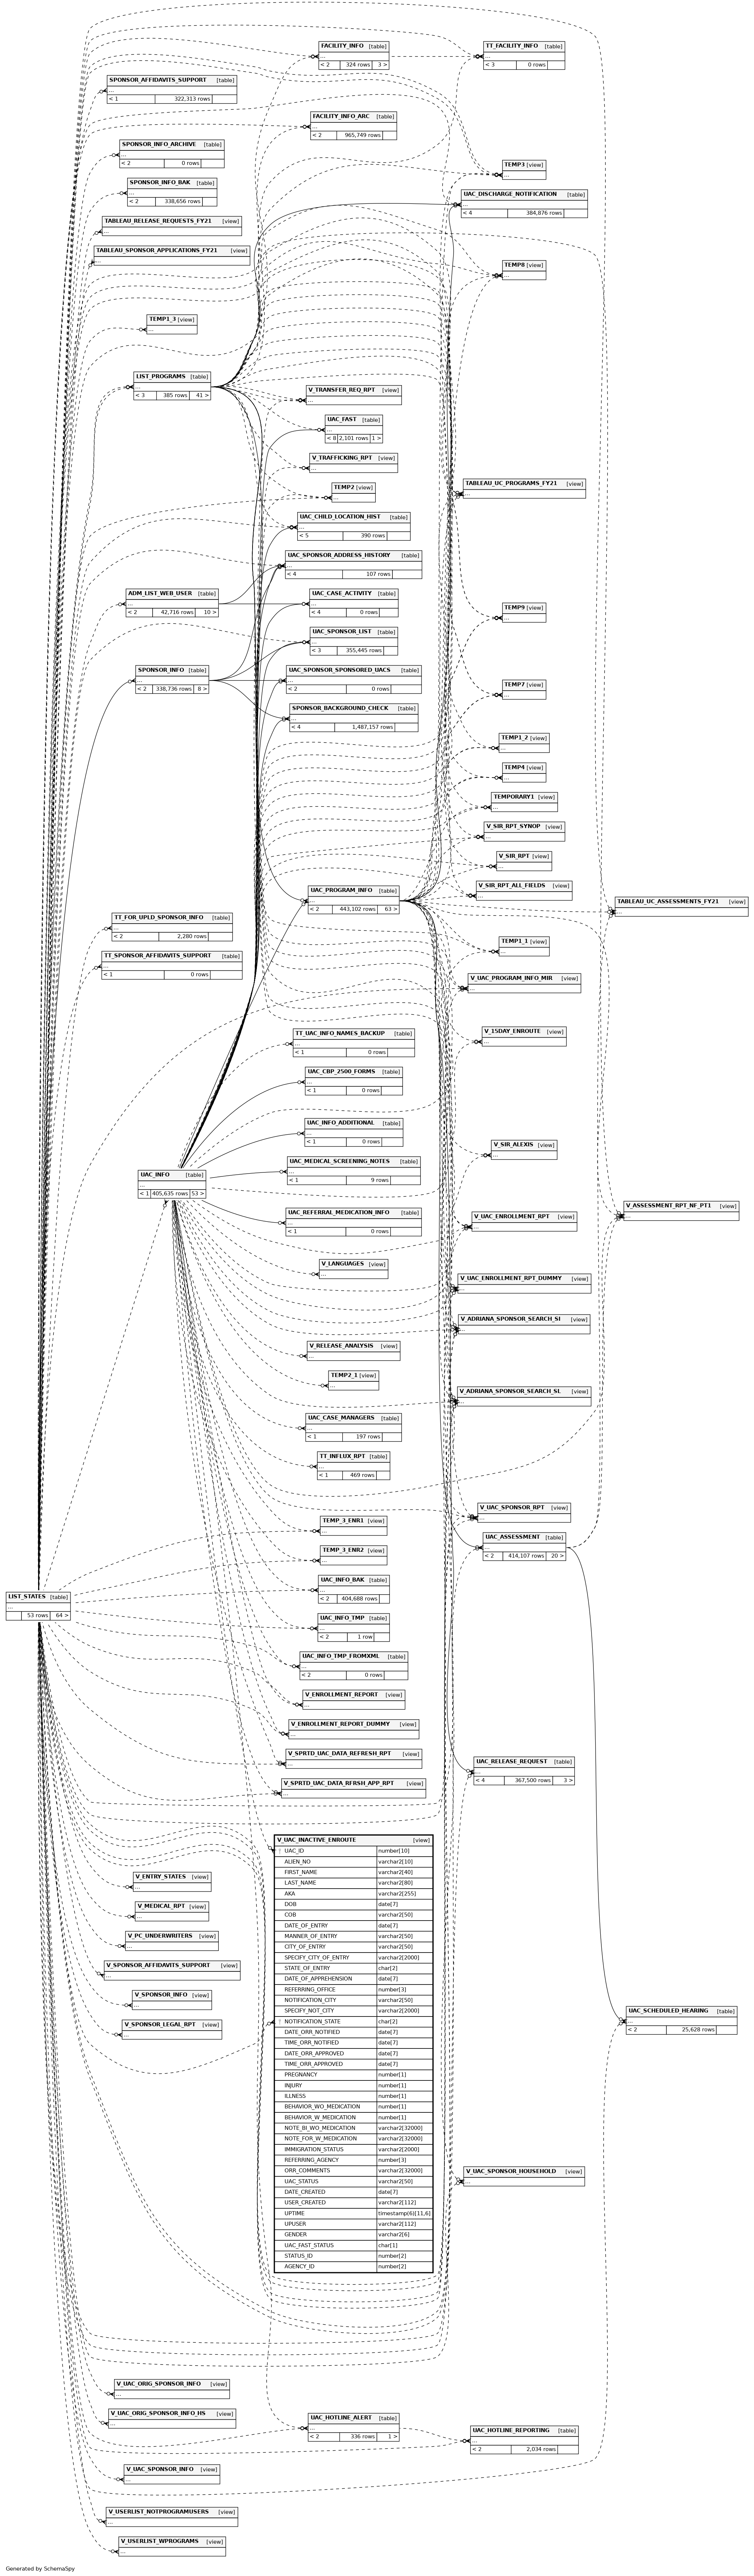 FACILITY_INFO [table]
...
< 2 324 rows 3 >
TT_FACILITY_INFO [table]
...
< 3 0 rows
SPONSOR_AFFIDAVITS_SUPPORT [table]
...
< 1 322,313 rows
FACILITY_INFO_ARC [table]
...
< 2 965,749 rows
SPONSOR_INFO_ARCHIVE [table]
...
< 2 0 rows
TEMP3 [view]
...
SPONSOR_INFO_BAK [table]
...
< 2 338,656 rows
UAC_DISCHARGE_NOTIFICATION [table]
...
< 4 384,876 rows
TABLEAU_RELEASE_REQUESTS_FY21 [view]
...
TABLEAU_SPONSOR_APPLICATIONS_FY21 [view]
...
TEMP8 [view]
...
TEMP1_3 [view]
...
LIST_PROGRAMS [table]
...
< 3 385 rows 41 >
V_TRANSFER_REQ_RPT [view]
...
UAC_FAST [table]
...
< 8 2,101 rows 1 >
V_TRAFFICKING_RPT [view]
...
TEMP2 [view]
...
TABLEAU_UC_PROGRAMS_FY21 [view]
...
UAC_CHILD_LOCATION_HIST [table]
...
< 5 390 rows
UAC_SPONSOR_ADDRESS_HISTORY [table]
...
< 4 107 rows
ADM_LIST_WEB_USER [table]
...
< 2 42,716 rows 10 >
UAC_CASE_ACTIVITY [table]
...
< 4 0 rows
TEMP9 [view]
...
UAC_SPONSOR_LIST [table]
...
< 3 355,445 rows
SPONSOR_INFO [table]
...
< 2 338,736 rows 8 >
UAC_SPONSOR_SPONSORED_UACS [table]
...
< 2 0 rows
TEMP7 [view]
...
SPONSOR_BACKGROUND_CHECK [table]
...
< 4 1,487,157 rows
TEMP1_2 [view]
...
TEMP4 [view]
...
TEMPORARY1 [view]
...
V_SIR_RPT_SYNOP [view]
...
V_SIR_RPT [view]
...
V_SIR_RPT_ALL_FIELDS [view]
...
UAC_PROGRAM_INFO [table]
...
< 2 443,102 rows 63 >
TABLEAU_UC_ASSESSMENTS_FY21 [view]
...
TT_FOR_UPLD_SPONSOR_INFO [table]
...
< 2 2,280 rows
TEMP1_1 [view]
...
TT_SPONSOR_AFFIDAVITS_SUPPORT [table]
...
< 1 0 rows
V_UAC_PROGRAM_INFO_MIR [view]
...
TT_UAC_INFO_NAMES_BACKUP [table]
...
< 1 0 rows
V_15DAY_ENROUTE [view]
...
UAC_CBP_2500_FORMS [table]
...
< 1 0 rows
UAC_INFO_ADDITIONAL [table]
...
< 1 0 rows
V_SIR_ALEXIS [view]
...
UAC_MEDICAL_SCREENING_NOTES [table]
...
< 1 9 rows
UAC_INFO [table]
...
< 1 405,635 rows 53 >
V_ASSESSMENT_RPT_NF_PT1 [view]
...
UAC_REFERRAL_MEDICATION_INFO [table]
...
< 1 0 rows
V_UAC_ENROLLMENT_RPT [view]
...
V_LANGUAGES [view]
...
V_UAC_ENROLLMENT_RPT_DUMMY [view]
...
V_ADRIANA_SPONSOR_SEARCH_SI [view]
...
V_RELEASE_ANALYSIS [view]
...
TEMP2_1 [view]
...
V_ADRIANA_SPONSOR_SEARCH_SL [view]
...
UAC_CASE_MANAGERS [table]
...
< 1 197 rows
TT_INFLUX_RPT [table]
...
< 1 469 rows
V_UAC_SPONSOR_RPT [view]
...
TEMP_3_ENR1 [view]
...
UAC_ASSESSMENT [table]
...
< 2 414,107 rows 20 >
TEMP_3_ENR2 [view]
...
UAC_INFO_BAK [table]
...
< 2 404,688 rows
LIST_STATES [table]
...
53 rows 64 >
UAC_INFO_TMP [table]
...
< 2 1 row
UAC_INFO_TMP_FROMXML [table]
...
< 2 0 rows
V_ENROLLMENT_REPORT [view]
...
V_ENROLLMENT_REPORT_DUMMY [view]
...
V_SPRTD_UAC_DATA_REFRESH_RPT [view]
...
UAC_RELEASE_REQUEST [table]
...
< 4 367,500 rows 3 >
V_SPRTD_UAC_DATA_RFRSH_APP_RPT [view]
...
V_UAC_INACTIVE_ENROUTE [view]
? UAC_ID number[10]
ALIEN_NO varchar2[10]
FIRST_NAME varchar2[40]
LAST_NAME varchar2[80]
AKA varchar2[255]
DOB date[7]
COB varchar2[50]
DATE_OF_ENTRY date[7]
MANNER_OF_ENTRY varchar2[50]
CITY_OF_ENTRY varchar2[50]
SPECIFY_CITY_OF_ENTRY varchar2[2000]
STATE_OF_ENTRY char[2]
DATE_OF_APPREHENSION date[7]
REFERRING_OFFICE number[3]
NOTIFICATION_CITY varchar2[50]
SPECIFY_NOT_CITY varchar2[2000]
? NOTIFICATION_STATE char[2]
DATE_ORR_NOTIFIED date[7]
TIME_ORR_NOTIFIED date[7]
DATE_ORR_APPROVED date[7]
TIME_ORR_APPROVED date[7]
PREGNANCY number[1]
INJURY number[1]
ILLNESS number[1]
BEHAVIOR_WO_MEDICATION number[1]
BEHAVIOR_W_MEDICATION number[1]
NOTE_BI_WO_MEDICATION varchar2[32000]
NOTE_FOR_W_MEDICATION varchar2[32000]
IMMIGRATION_STATUS varchar2[2000]
REFERRING_AGENCY number[3]
ORR_COMMENTS varchar2[32000]
UAC_STATUS varchar2[50]
DATE_CREATED date[7]
USER_CREATED varchar2[112]
UPTIME timestamp(6)[11,6]
UPUSER varchar2[112]
GENDER varchar2[6]
UAC_FAST_STATUS char[1]
STATUS_ID number[2]
AGENCY_ID number[2]
V_ENTRY_STATES [view]
...
V_MEDICAL_RPT [view]
...
V_PC_UNDERWRITERS [view]
...
V_SPONSOR_AFFIDAVITS_SUPPORT [view]
...
V_SPONSOR_INFO [view]
...
V_SPONSOR_LEGAL_RPT [view]
...
UAC_SCHEDULED_HEARING [table]
...
< 2 25,628 rows
V_UAC_SPONSOR_HOUSEHOLD [view]
...
V_UAC_ORIG_SPONSOR_INFO [view]
...
V_UAC_ORIG_SPONSOR_INFO_HS [view]
...
UAC_HOTLINE_ALERT [table]
...
< 2 336 rows 1 >
UAC_HOTLINE_REPORTING [table]
...
< 2 2,034 rows
V_UAC_SPONSOR_INFO [view]
...
V_USERLIST_NOTPROGRAMUSERS [view]
...
V_USERLIST_WPROGRAMS [view]
...
Generated by SchemaSpy